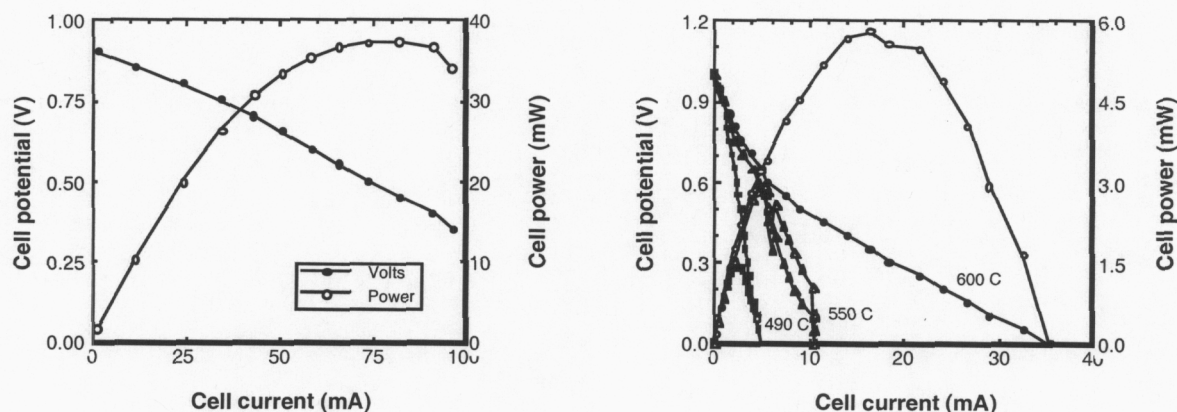 1.00
0.75
0.50
0.25
0.00
Cell potential (V)
40
30
20
10
0
Cell power (mW)
Volts
Power
0
25
50
75
100
Cell current (mA)
1.2
0.9
0.6
0.3
0.0
Cell potential (V)
6.0
4.5
3.0
1.5
0.0
Cell power (mW)
600 C
550 C
490 C
0
10
20
30
40
Cell current (mA)